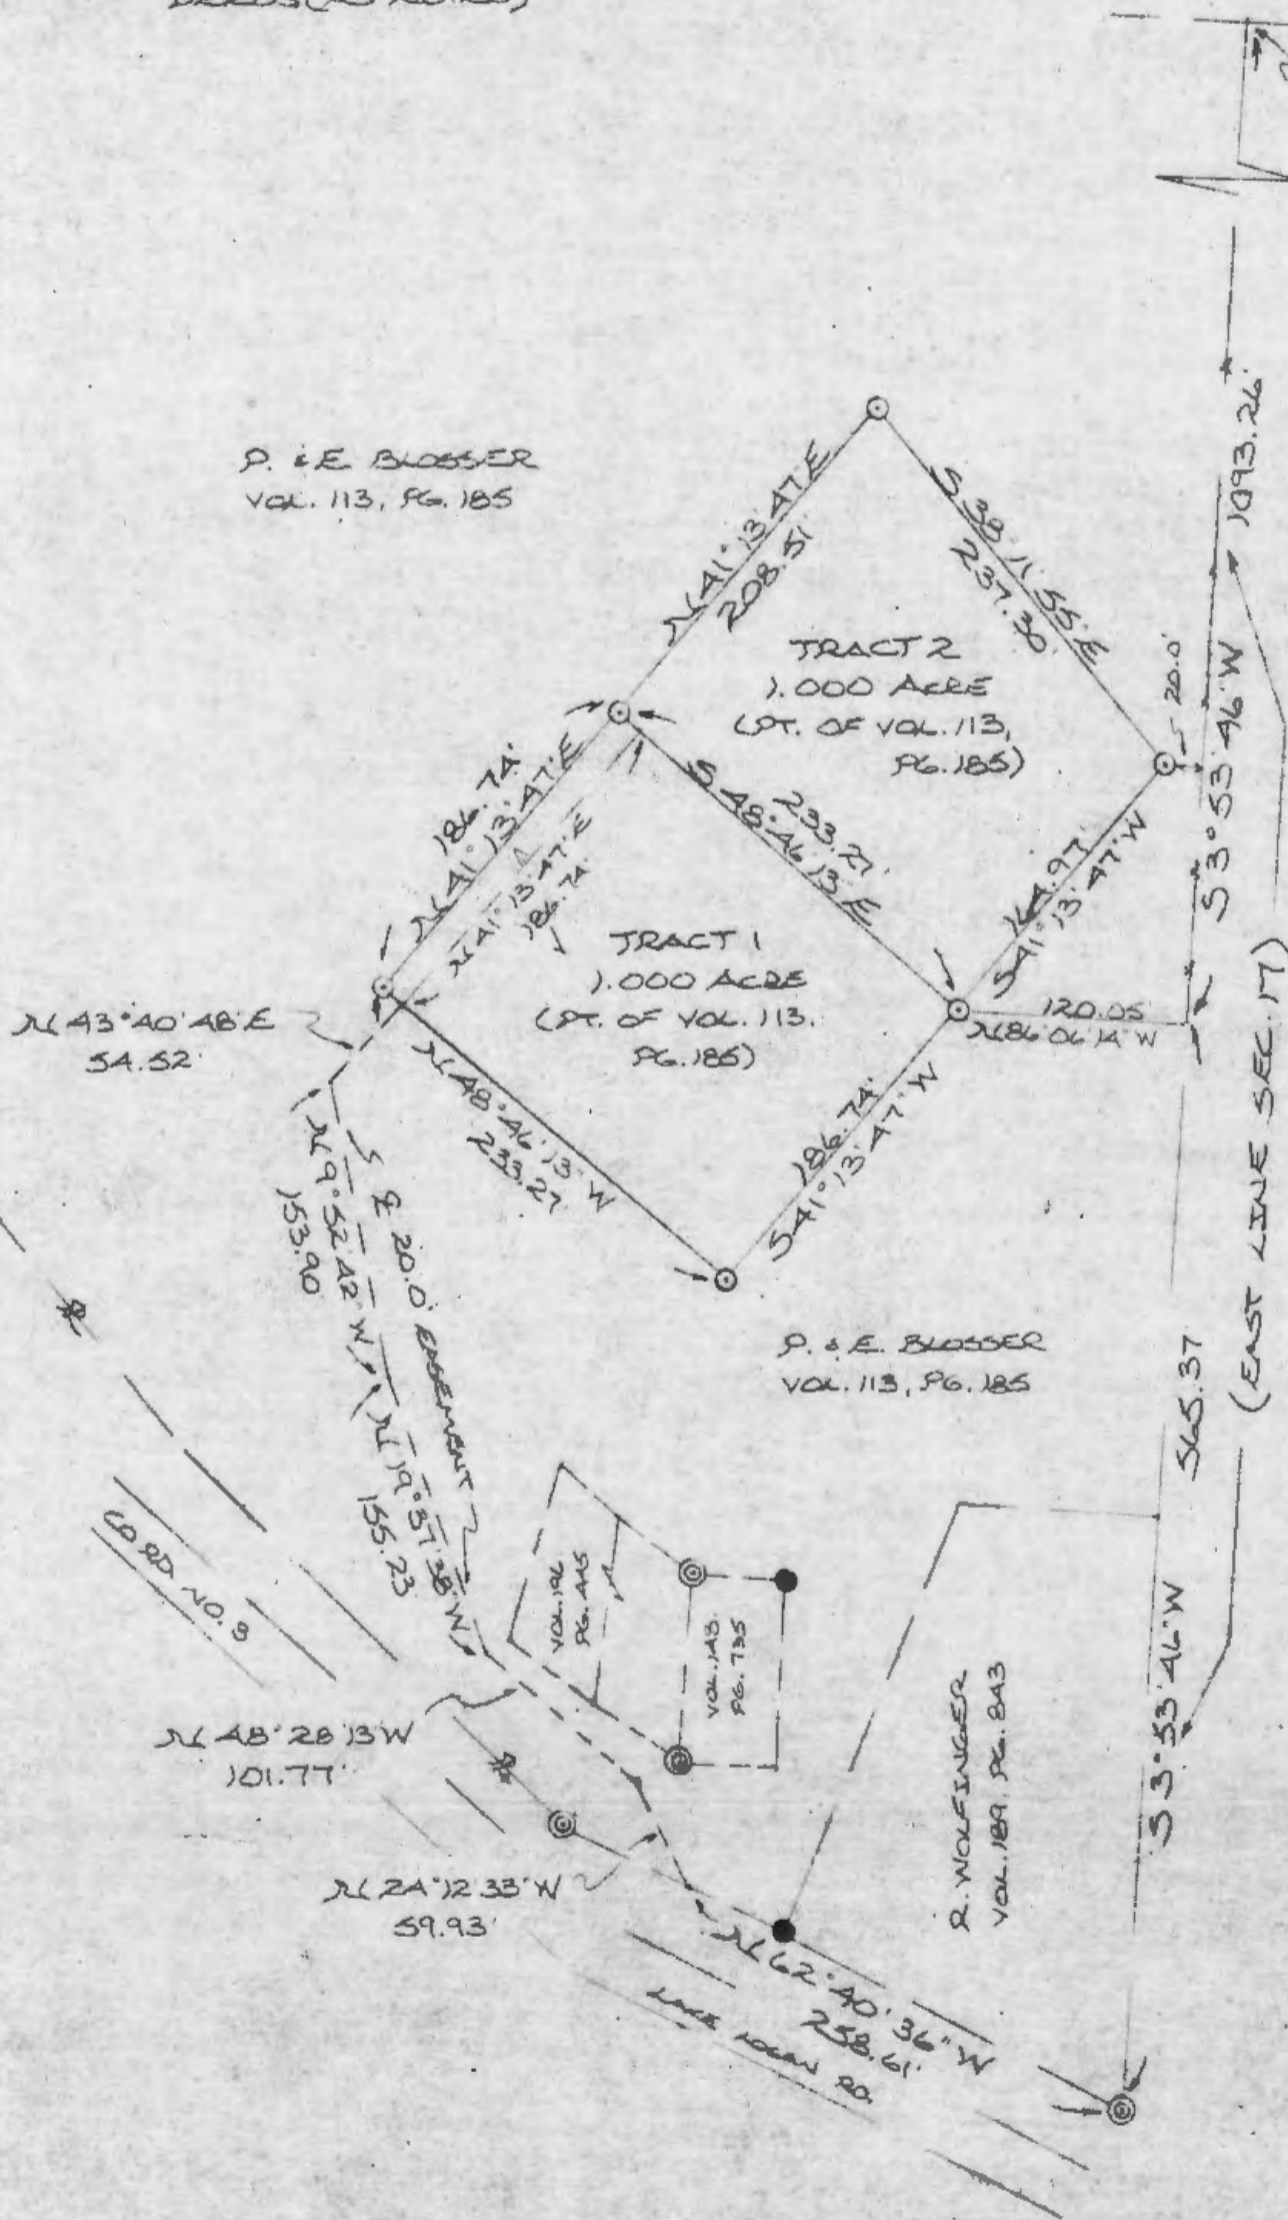 P. & E. BLOSSER
VOL. 113, PG. 185
N 41° 13' 47" E
208.51'
S 38° 11' 55" E
237.30'
TRACT 2
1.000 ACRE
(PT. OF VOL. 113,
PG. 185)
20.0'
1093.26'
S 3° 53' 46" W
(EAST LINE SEC. 17)
186.74'
N 41° 13' 47" E
N 41° 13' 47" E
186.74'
233.27'
S 48° 46' 13" E
164.97'
S 41° 13' 47" W
TRACT 1
1.000 ACRE
(PT. OF VOL. 113.
PG. 185)
120.05'
N 86° 06' 14" W
N 43° 40' 48" E
54.52'
N 48° 46' 13" W
233.27'
186.74'
S 41° 13' 47" W
℄ 20.0' EASEMENT
N 9° 52' 42" W
153.90'
N 19° 37' 38" W
155.23'
P. & E. BLOSSER
VOL. 113, PG. 185
565.37
CO RD. NO. 3
VOL. 196
PG. 445
VOL. 143
PG. 735
R. WOLFINGER
VOL. 189, PG. 843
S 3° 53' 46" W
N 48° 28' 13" W
101.77'
N 24° 12' 33" W
59.93'
N 62° 40' 36" W
258.61'
LAKE LOGAN RD.